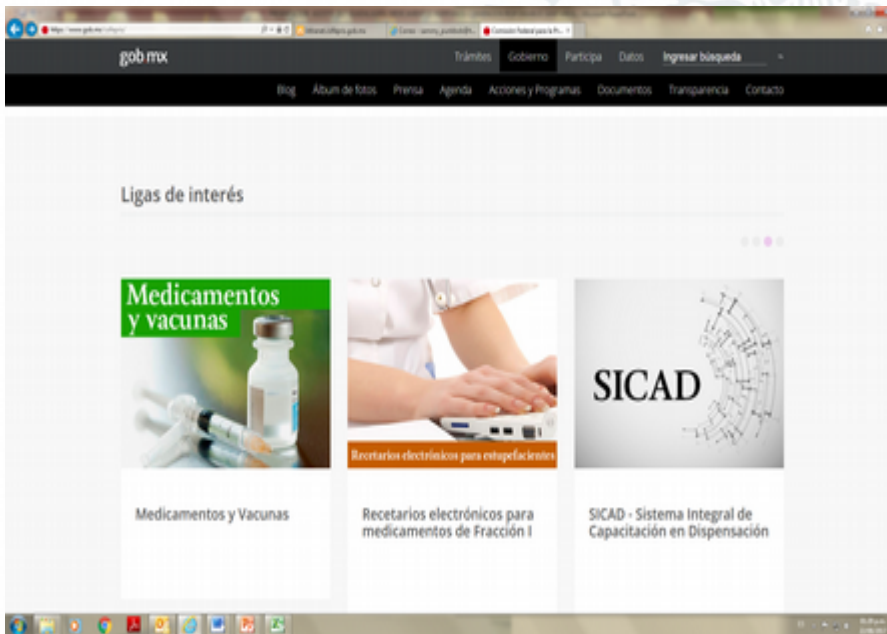 gob mx
Trámites Gobierno Participa Datos Ingresar búsqueda
Blog Álbum de fotos Prensa Agenda Acciones y Programas Documentos Transparencia Contacto
Ligas de interés
Medicamentos
y vacunas
Recetarios electrónicos para estupefacientes
SICAD
Medicamentos y Vacunas
Recetarios electrónicos para
medicamentos de Fracción I
SICAD - Sistema Integral de
Capacitación en Dispensación